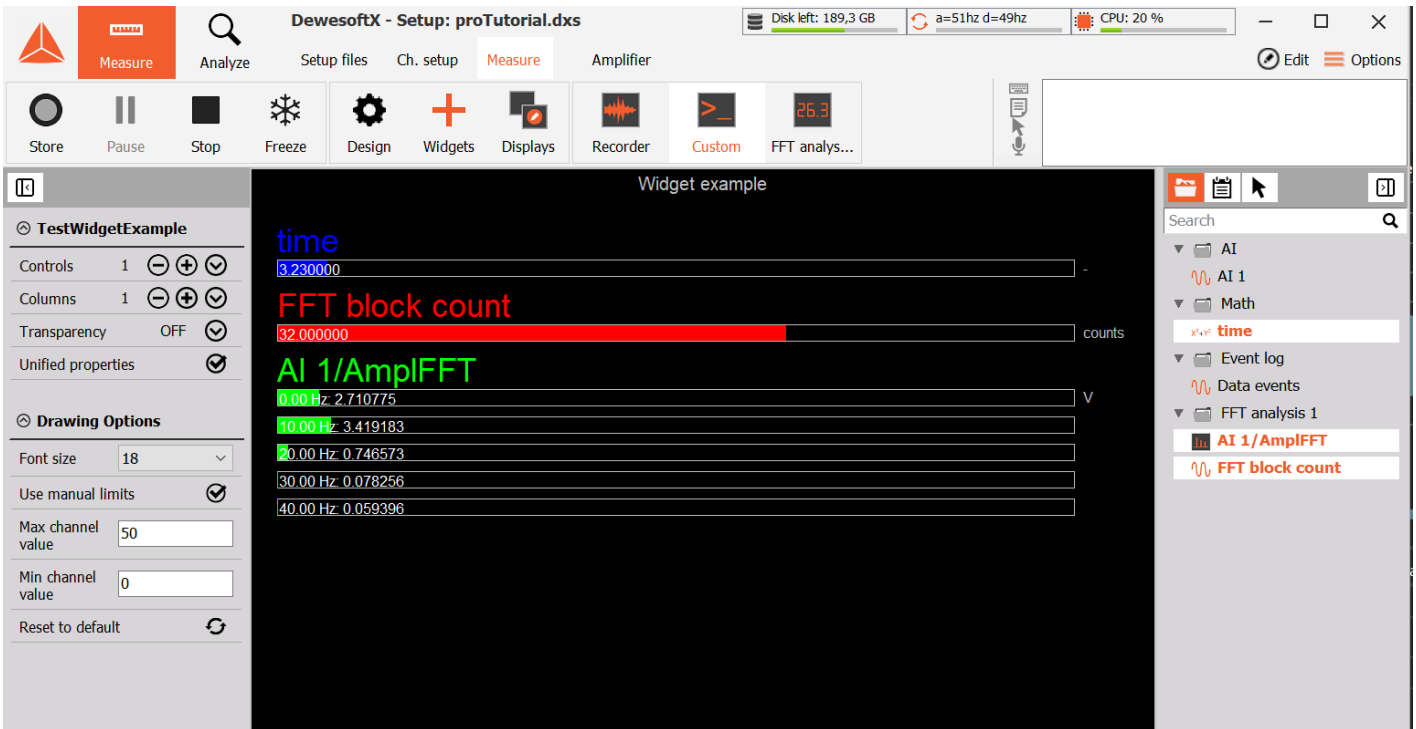 DewesoftX - Setup: proTutorial.dxs
Disk left: 189,3 GB
a=51hz d=49hz
CPU: 20 %
Measure
Analyze
Setup files
Ch. setup
Measure
Amplifier
Edit
Options
Store
Pause
Stop
Freeze
Design
Widgets
Displays
Recorder
>_
Custom
26.3
FFT analys...
TestWidgetExample
Controls 1
Columns 1
Transparency OFF
Unified properties
Drawing Options
Font size 18
Use manual limits
Max channel
value
50
Min channel
value
0
Reset to default
Widget example
time
3.230000 -
FFT block count
32.000000 counts
AI 1/AmplFFT
0.00 Hz: 2.710775 V
10.00 Hz: 3.419183
20.00 Hz: 0.746573
30.00 Hz: 0.078256
40.00 Hz: 0.059396
Search
AI
AI 1
Math
x²+y² time
Event log
Data events
FFT analysis 1
AI 1/AmplFFT
FFT block count